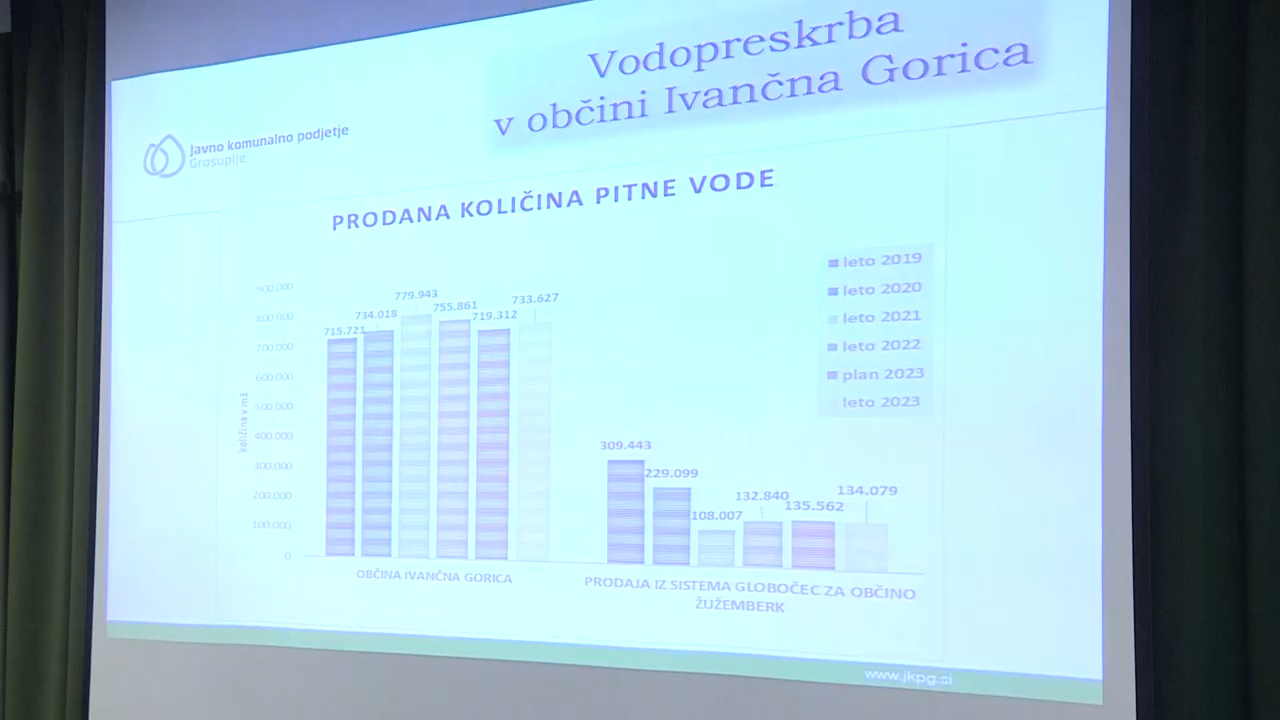 Vodopreskrba
v občini Ivančna Gorica
Javno komunalno podjetje
Grosuplje
PRODANA KOLIČINA PITNE VODE
leto 2019
leto 2020
leto 2021
leto 2022
plan 2023
leto 2023
količina v m3
900.000
800.000
700.000
600.000
500.000
400.000
300.000
200.000
100.000
0
715.721
734.018
779.943
755.861
719.312
733.627
309.443
229.099
108.007
132.840
135.562
134.079
OBČINA IVANČNA GORICA
PRODAJA IZ SISTEMA GLOBOČEC ZA OBČINO
ŽUŽEMBERK
www.jkpg.ci